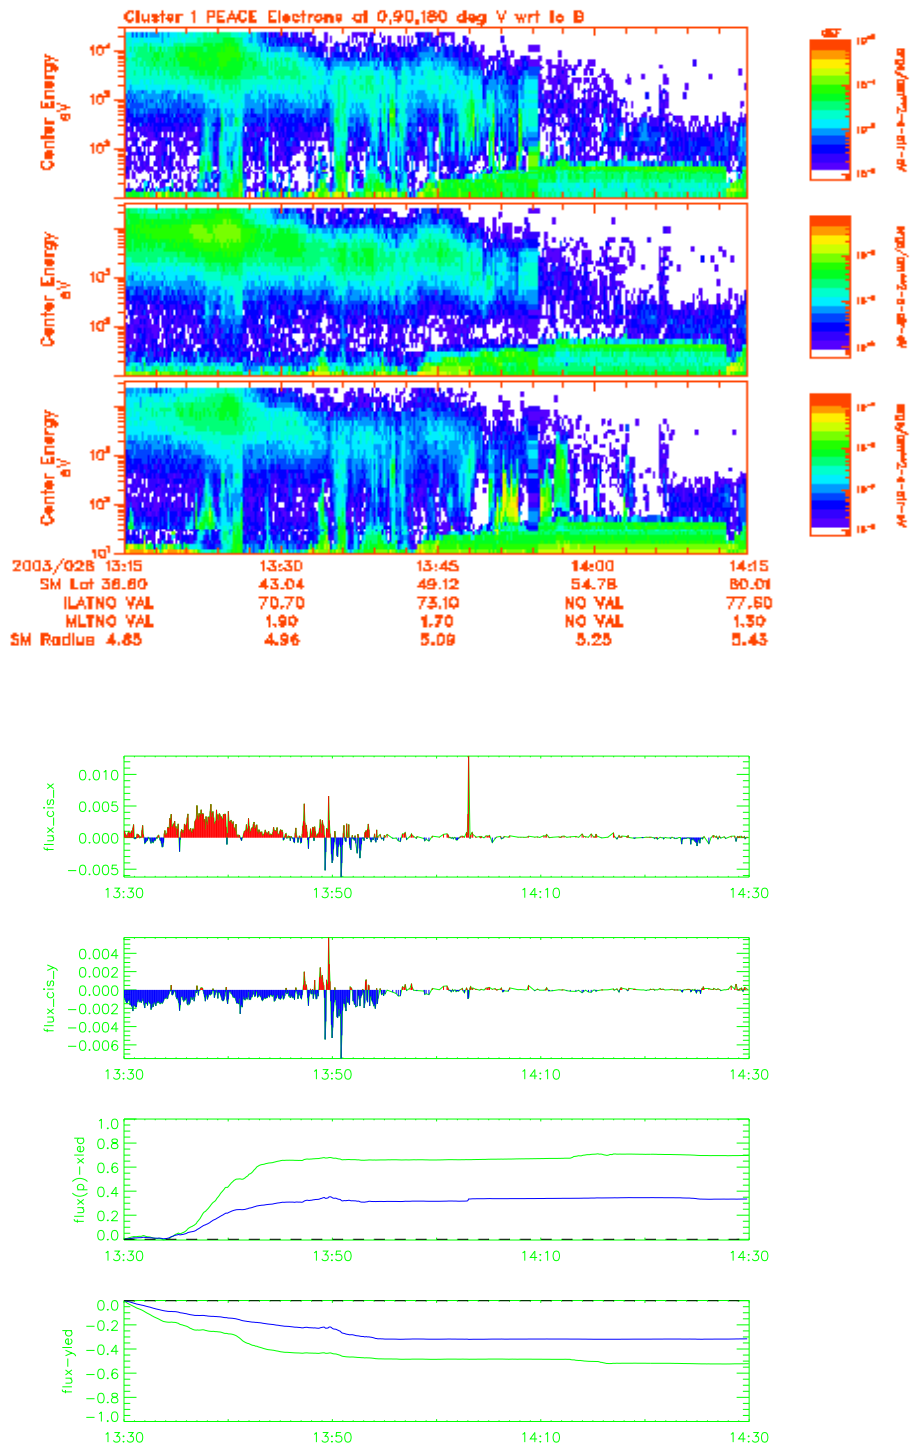 Cluster 1 PEACE Electrons at 0,90,180 deg V wrt to B
Center Energy
eV
Center Energy
eV
Center Energy
eV
10¹
2003/028 13:15 13:30 13:45 14:00 14:15
SM Lat 43.04 49.12 54.78
ILATNO VAL 70.70 73.10 NO VAL 77.60
MLTNO VAL 1.90 1.70 NO VAL 1.30
SM Radius 4.85 4.96 5.09 5.25 5.43
flux_cis_x
0.010
0.005
0.000
−0.005
13:30 13:50 14:10 14:30
flux_cis_y
0.004
0.002
0.000
−0.002
−0.004
−0.006
13:30 13:50 14:10 14:30
flux(p)−xled
1.0
0.8
0.6
0.4
0.2
0.0
13:30 13:50 14:10 14:30
flux−yled
0.0
−0.2
−0.4
−0.6
−0.8
−1.0
13:30 13:50 14:10 14:30